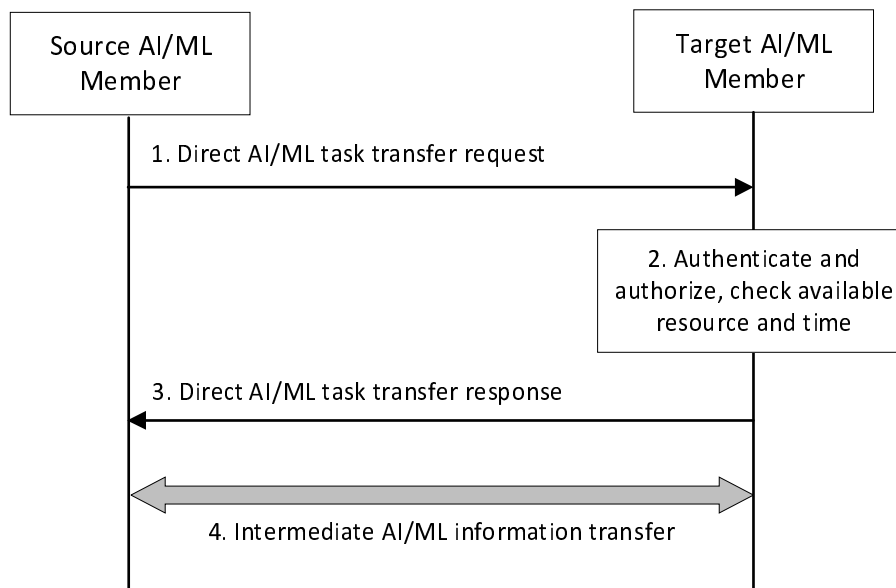 Source AI/ML
Member
Target AI/ML
Member
1. Direct AI/ML task transfer request
2. Authenticate and
authorize, check available
resource and time
3. Direct AI/ML task transfer response
4. Intermediate AI/ML information transfer